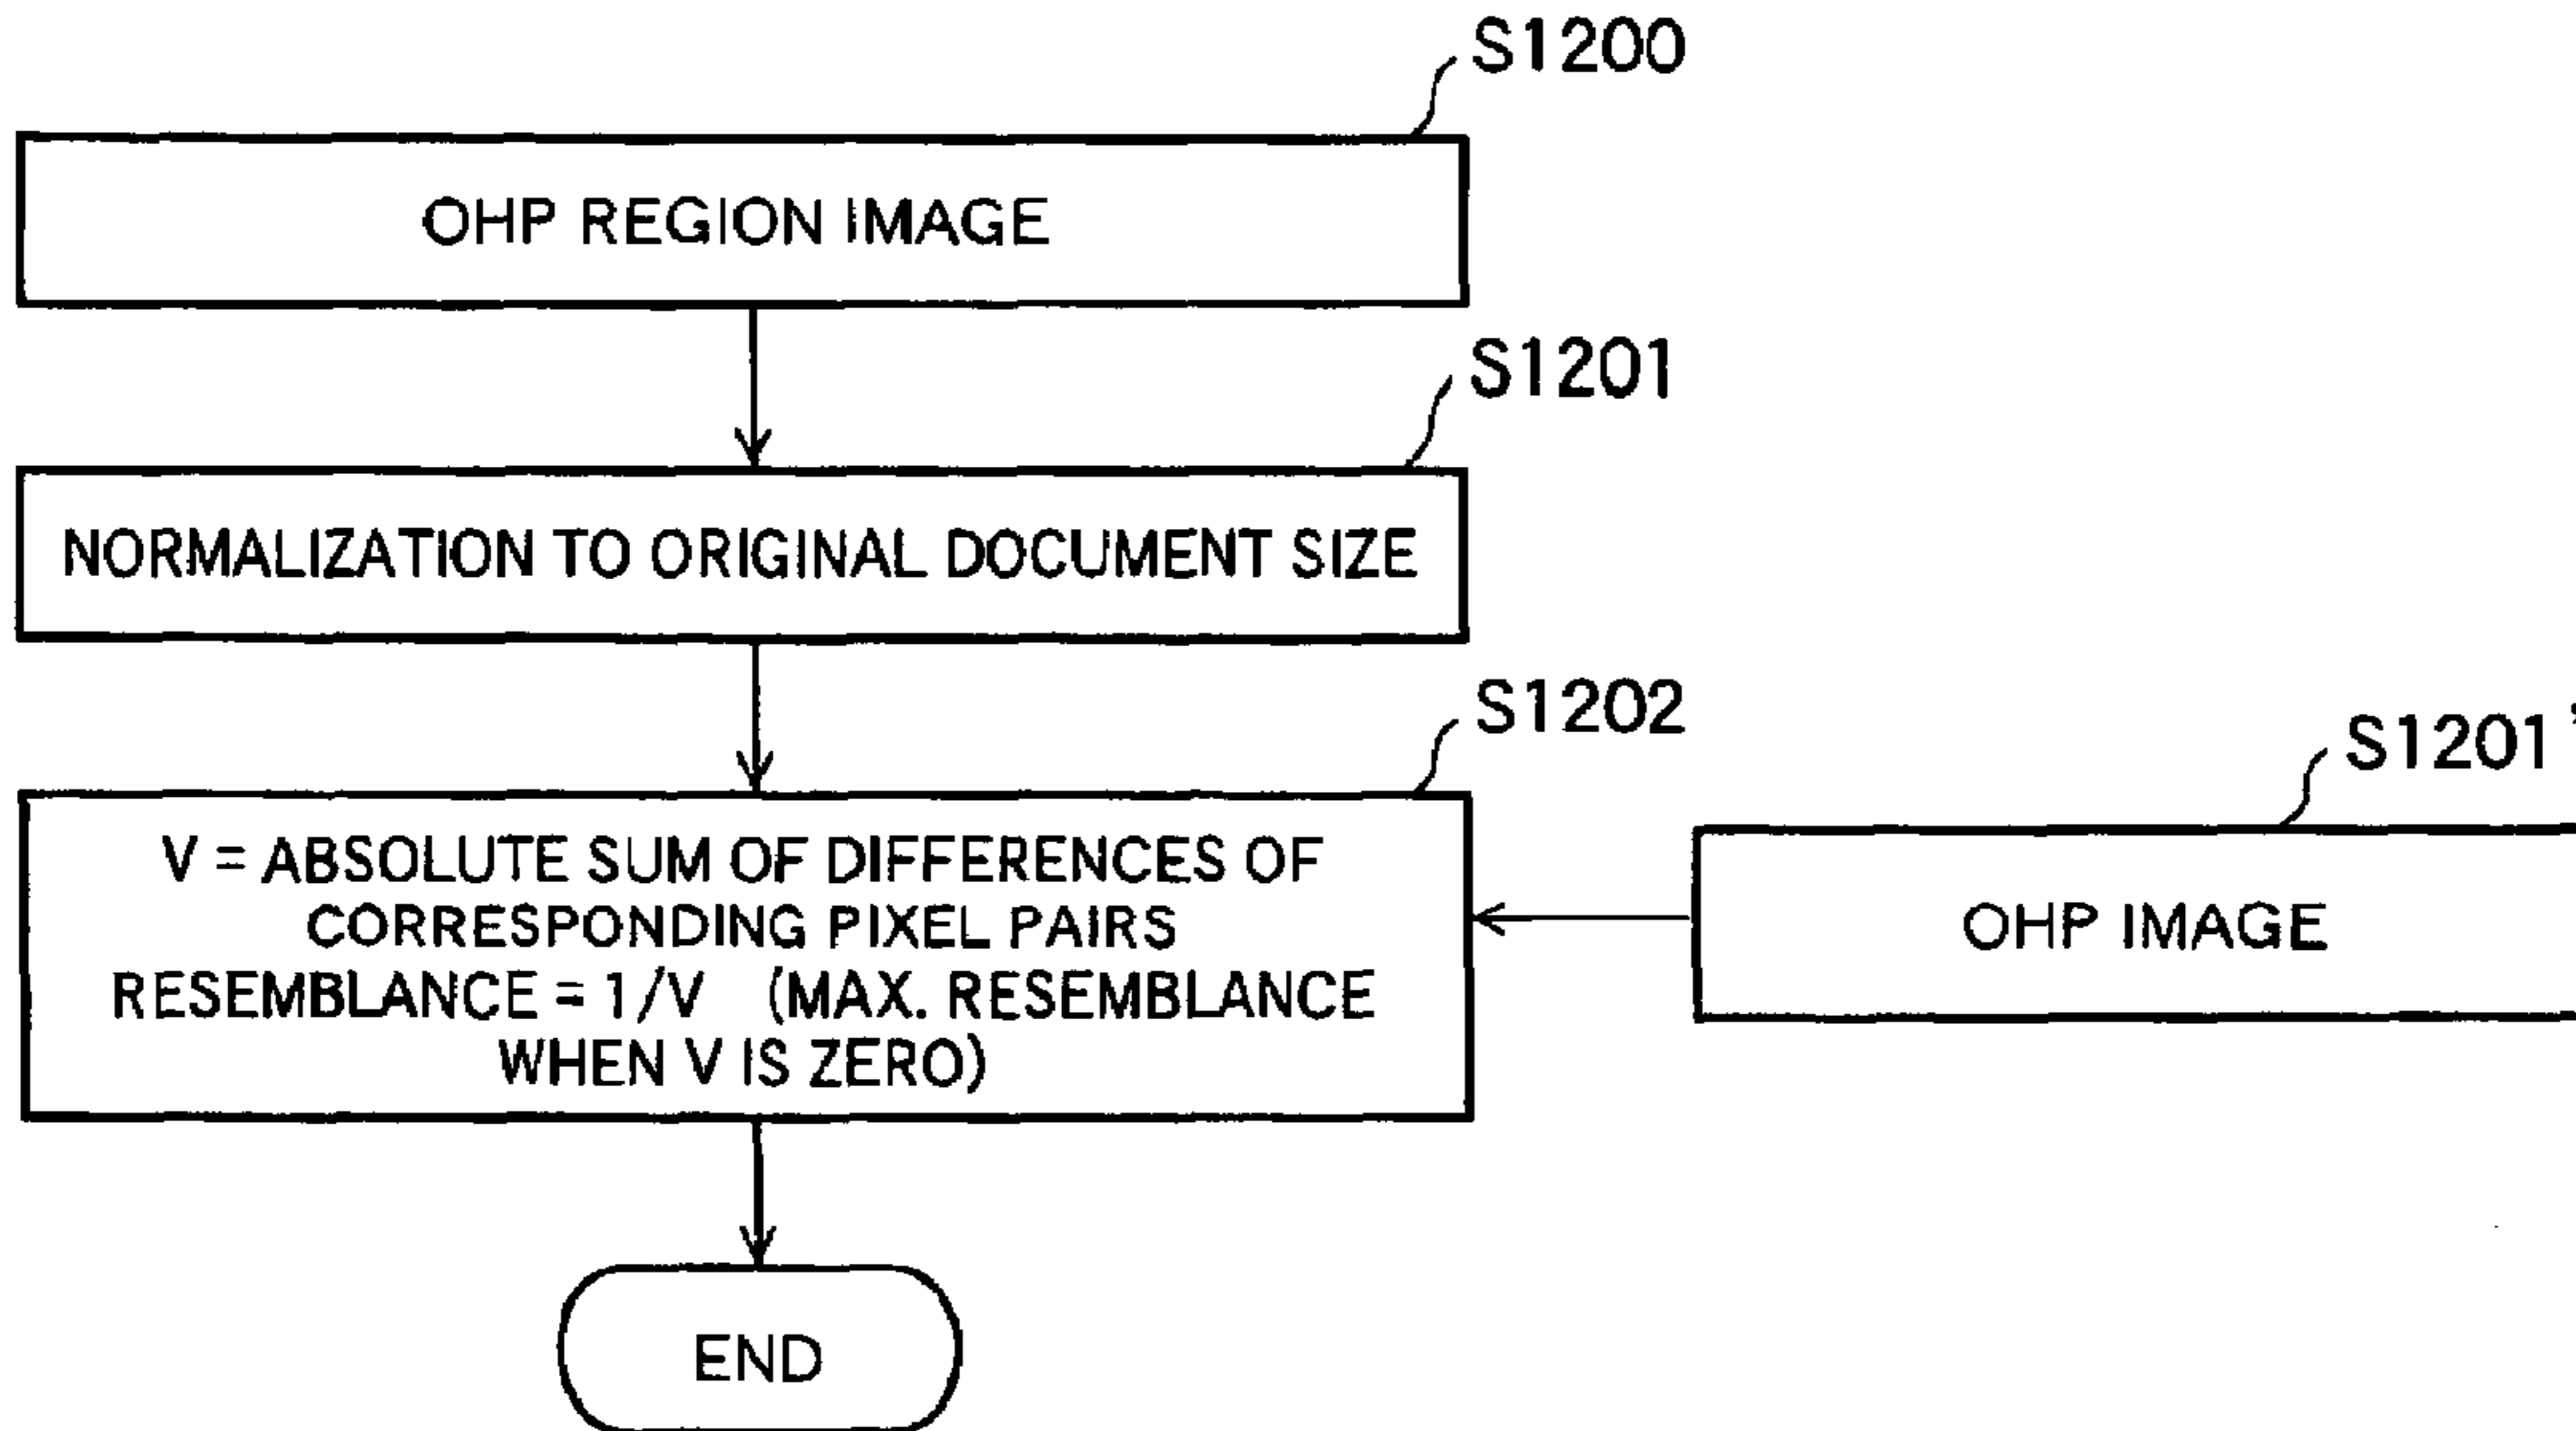 S1200
OHP REGION IMAGE
S1201
NORMALIZATION TO ORIGINAL DOCUMENT SIZE
S1202
V = ABSOLUTE SUM OF DIFFERENCES OF
CORRESPONDING PIXEL PAIRS
RESEMBLANCE = 1/V (MAX. RESEMBLANCE
WHEN V IS ZERO)
S1201'
OHP IMAGE
END